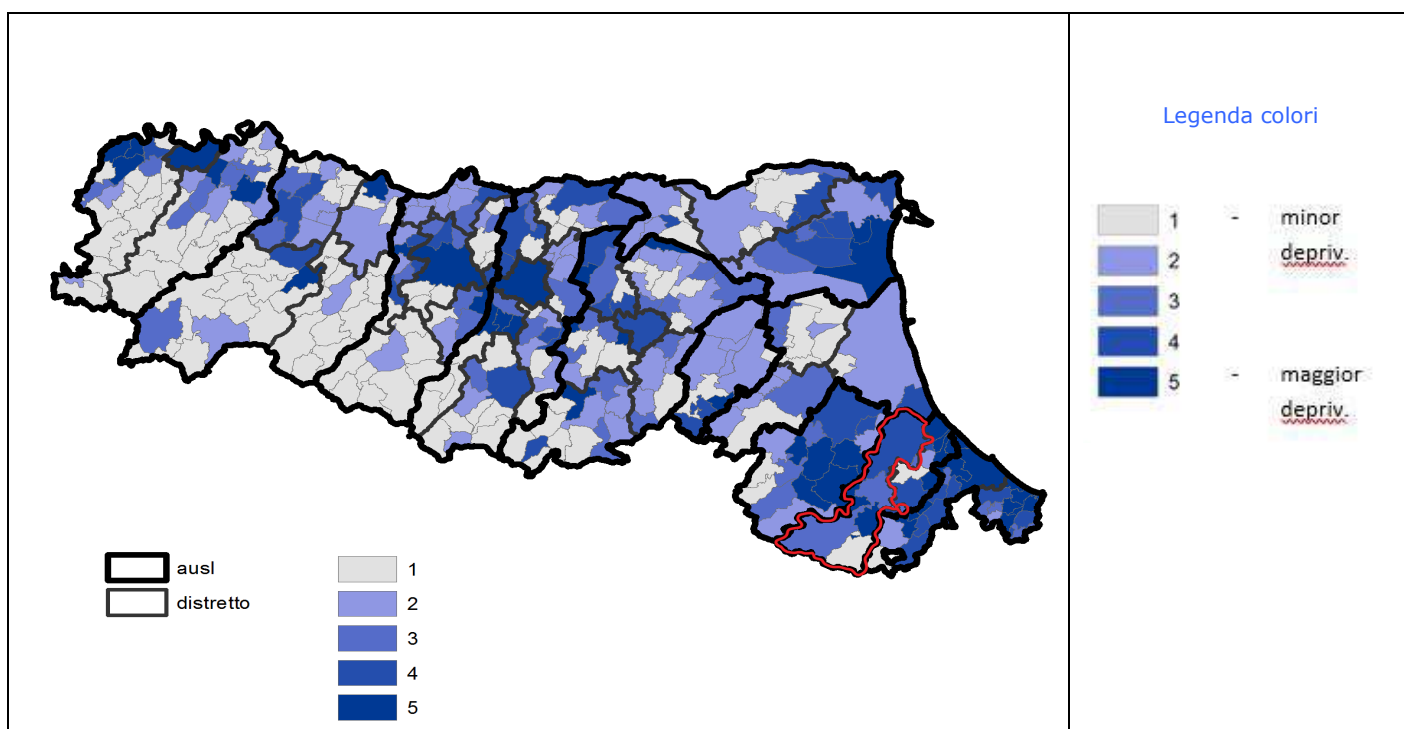 Legenda colori
1 - minor
depriv.
2
3
4
5 - maggior
depriv.
ausl
distretto
1
2
3
4
5